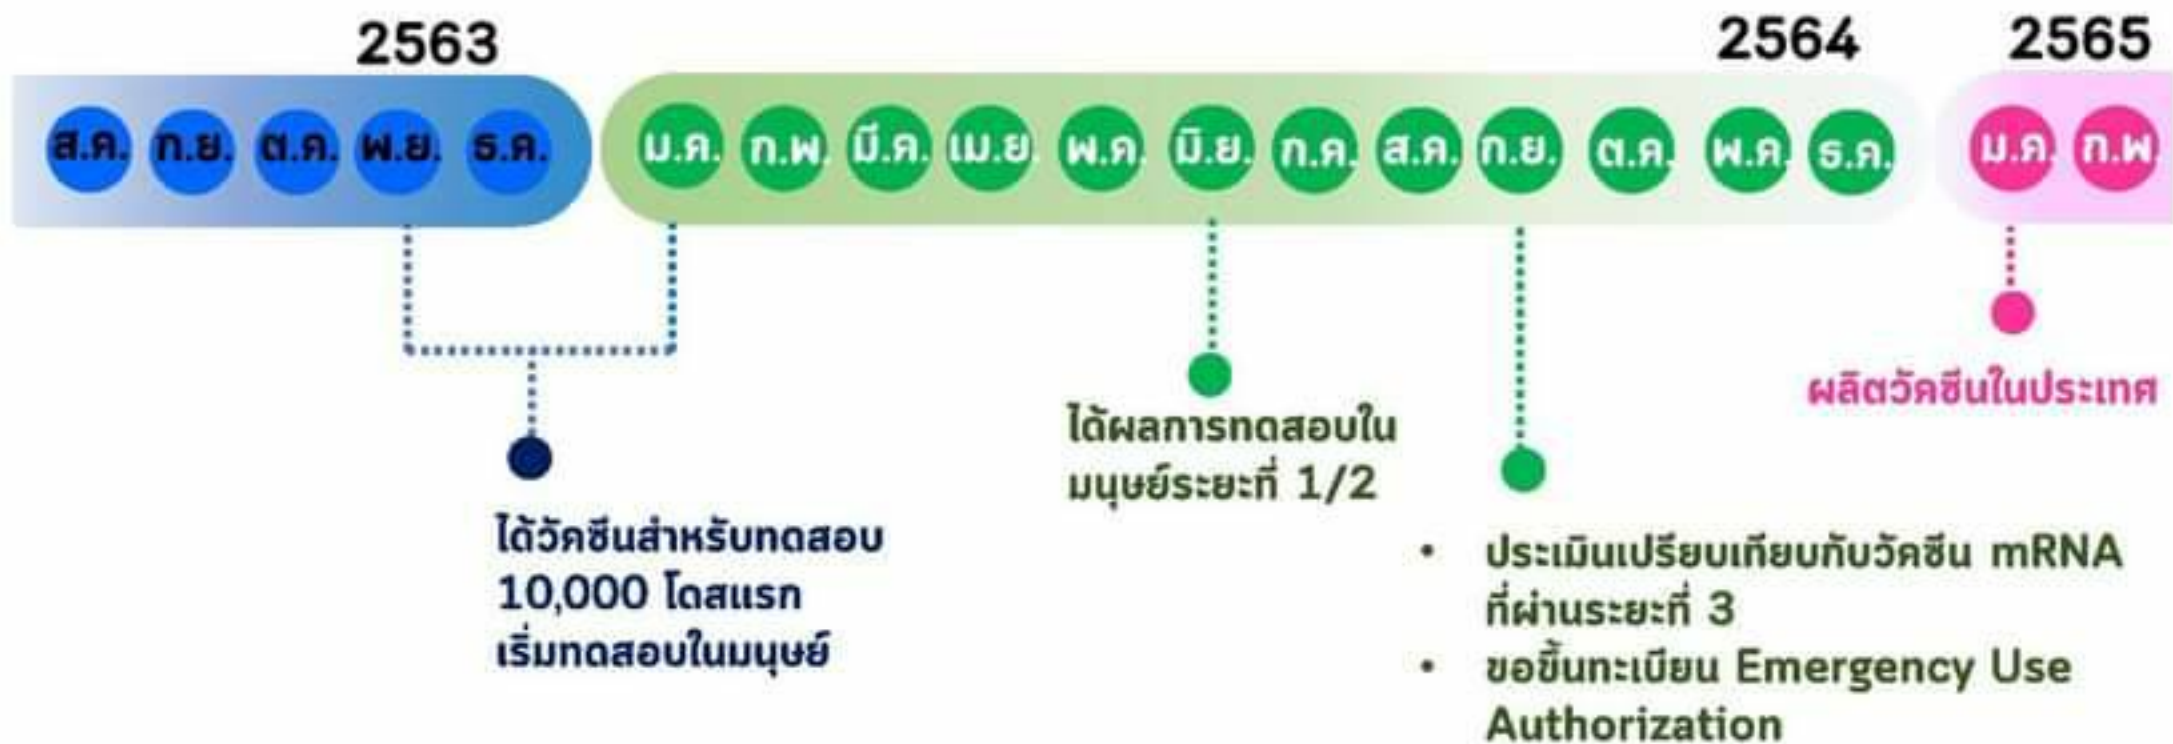 2563 2564 2565
ส.ค. ก.ย. ต.ค. พ.ย. ธ.ค. ม.ค. ก.พ. มี.ค. เม.ย. พ.ค. มิ.ย. ก.ค. ส.ค. ก.ย. ต.ค. พ.ค. ธ.ค. ม.ค. ก.พ
ได้วัคซีนสำหรับทดสอบ
10,000 โดสแรก
เริ่มทดสอบในมนุษย์
ได้ผลการทดสอบใน
มนุษย์ระยะที่ 1/2
• ประเมินเปรียบเทียบกับวัคซีน mRNA
ที่ผ่านระยะที่ 3
• ขอขึ้นทะเบียน Emergency Use
Authorization
ผลิตวัคซีนในประเทศ